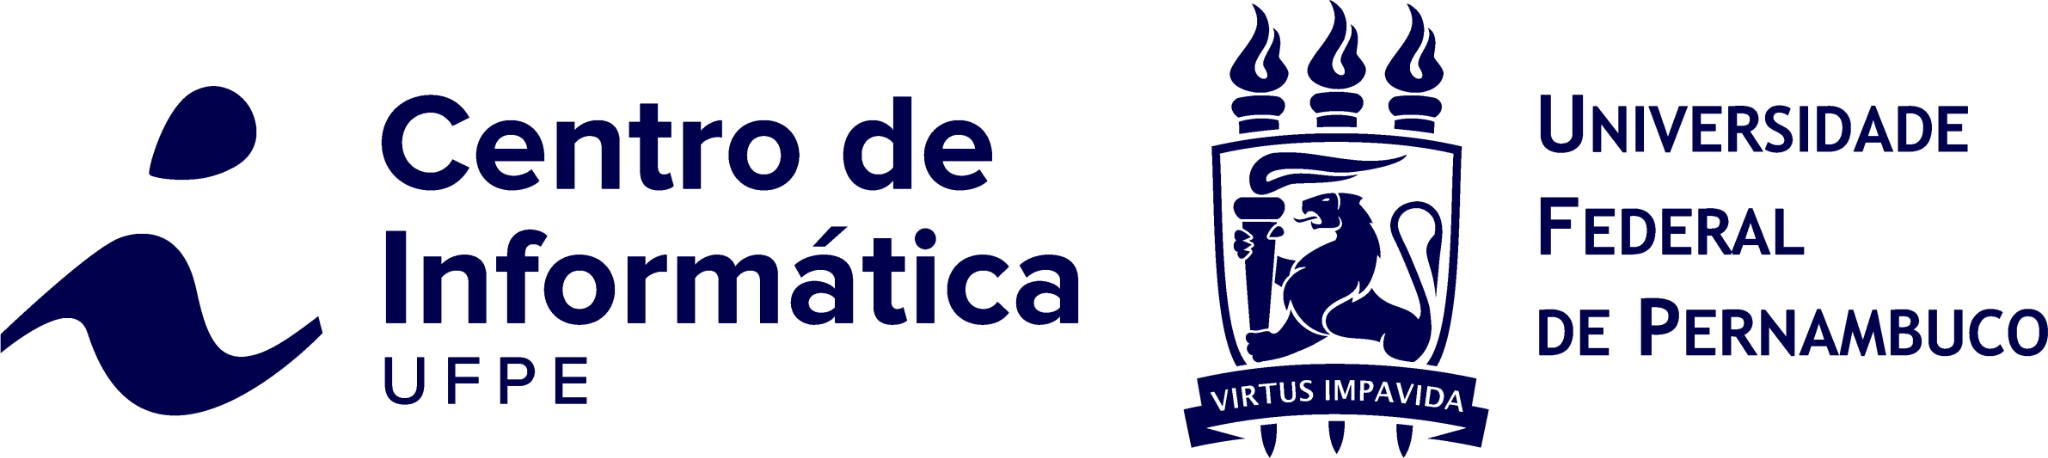 Centro de
Informática
UFPE
VIRTUS IMPAVIDA
UNIVERSIDADE
FEDERAL
DE PERNAMBUCO